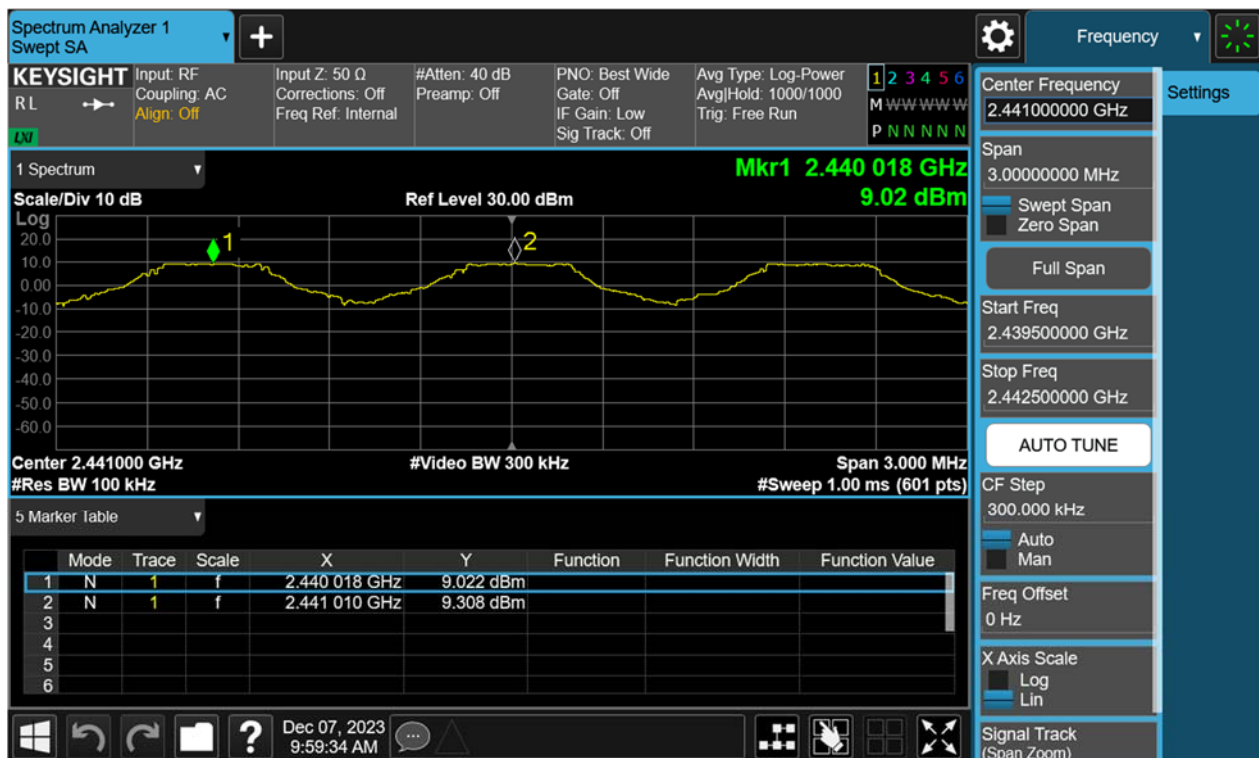 Spectrum Analyzer 1
Swept SA
Frequency
KEYSIGHT
R L
LXI
Input: RF
Coupling: AC
Align: Off
Input Z: 50 Ω
Corrections: Off
Freq Ref: Internal
#Atten: 40 dB
Preamp: Off
PNO: Best Wide
Gate: Off
IF Gain: Low
Sig Track: Off
Avg Type: Log-Power
Avg|Hold: 1000/1000
Trig: Free Run
1 2 3 4 5 6
M W W W W W
P N N N N N
1 Spectrum
Mkr1 2.440 018 GHz
9.02 dBm
Scale/Div 10 dB
Ref Level 30.00 dBm
Log
20.0
10.0
0.00
-10.0
-20.0
-30.0
-40.0
-50.0
-60.0
1
2
Center 2.441000 GHz
#Video BW 300 kHz
Span 3.000 MHz
#Res BW 100 kHz
#Sweep 1.00 ms (601 pts)
5 Marker Table
Mode Trace Scale X Y Function Function Width Function Value
1 N 1 f 2.440 018 GHz 9.022 dBm
2 N 1 f 2.441 010 GHz 9.308 dBm
3
4
5
6
Dec 07, 2023
9:59:34 AM
Center Frequency
2.441000000 GHz
Settings
Span
3.00000000 MHz
Swept Span
Zero Span
Full Span
Start Freq
2.439500000 GHz
Stop Freq
2.442500000 GHz
AUTO TUNE
CF Step
300.000 kHz
Auto
Man
Freq Offset
0 Hz
X Axis Scale
Log
Lin
Signal Track
(Span Zoom)